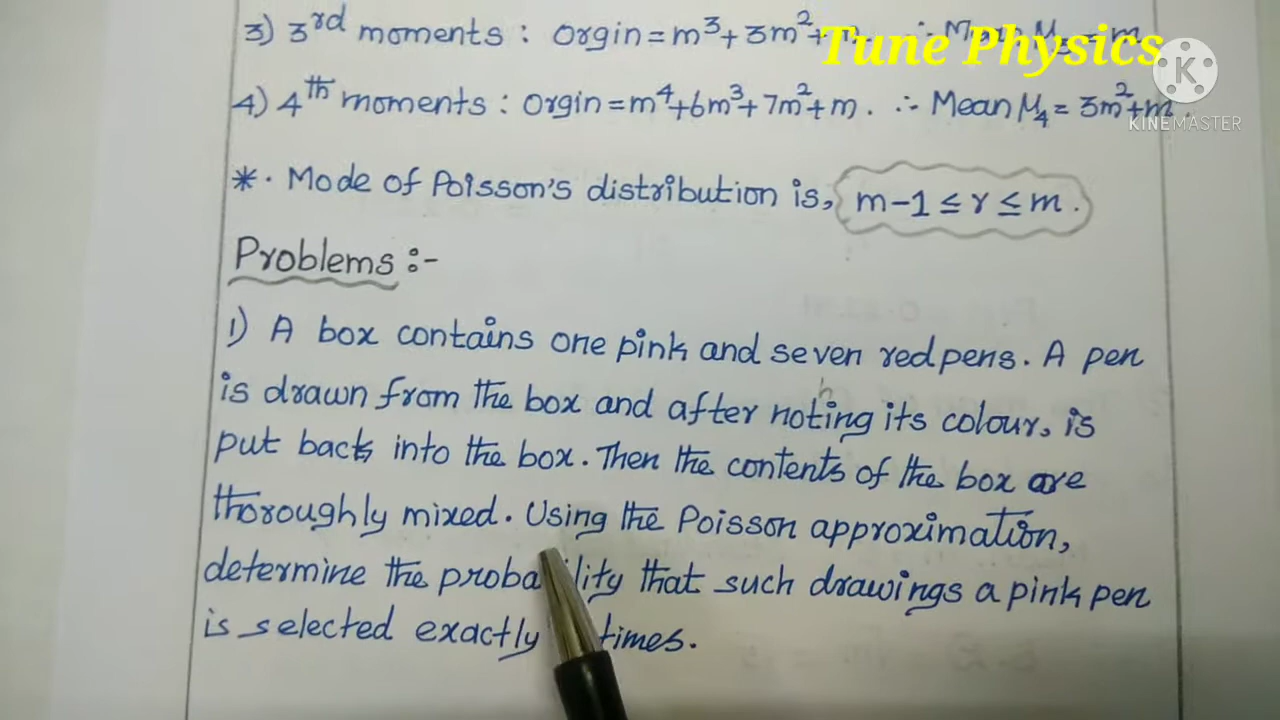 3) 3rd moments : Orgin = m³ + 3m² + m. ∴ Mean μ₃ = m
Tune Physics
4) 4th moments : Orgin = m⁴ + 6m³ + 7m² + m. ∴ Mean μ₄ = 3m² + m.
KINEMASTER
*. Mode of Poisson's distribution is, m-1 ≤ r ≤ m.
Problems :-
1) A box contains one pink and seven red pens. A pen
is drawn from the box and after noting its colour, is
put back into the box. Then the contents of the box are
thoroughly mixed. Using the Poisson approximation,
determine the probability that such drawings a pink pen
is selected exactly times.